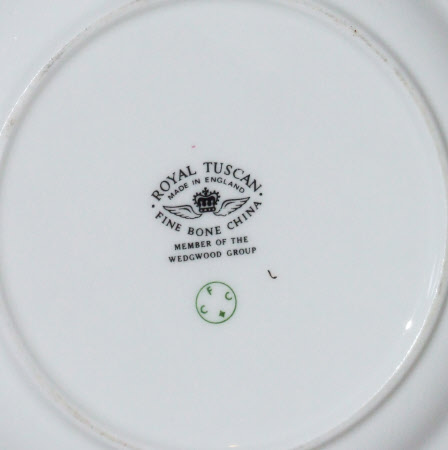 ROYAL TUSCAN
MADE IN ENGLAND
FINE BONE CHINA
MEMBER OF THE
WEDGWOOD GROUP
C F C